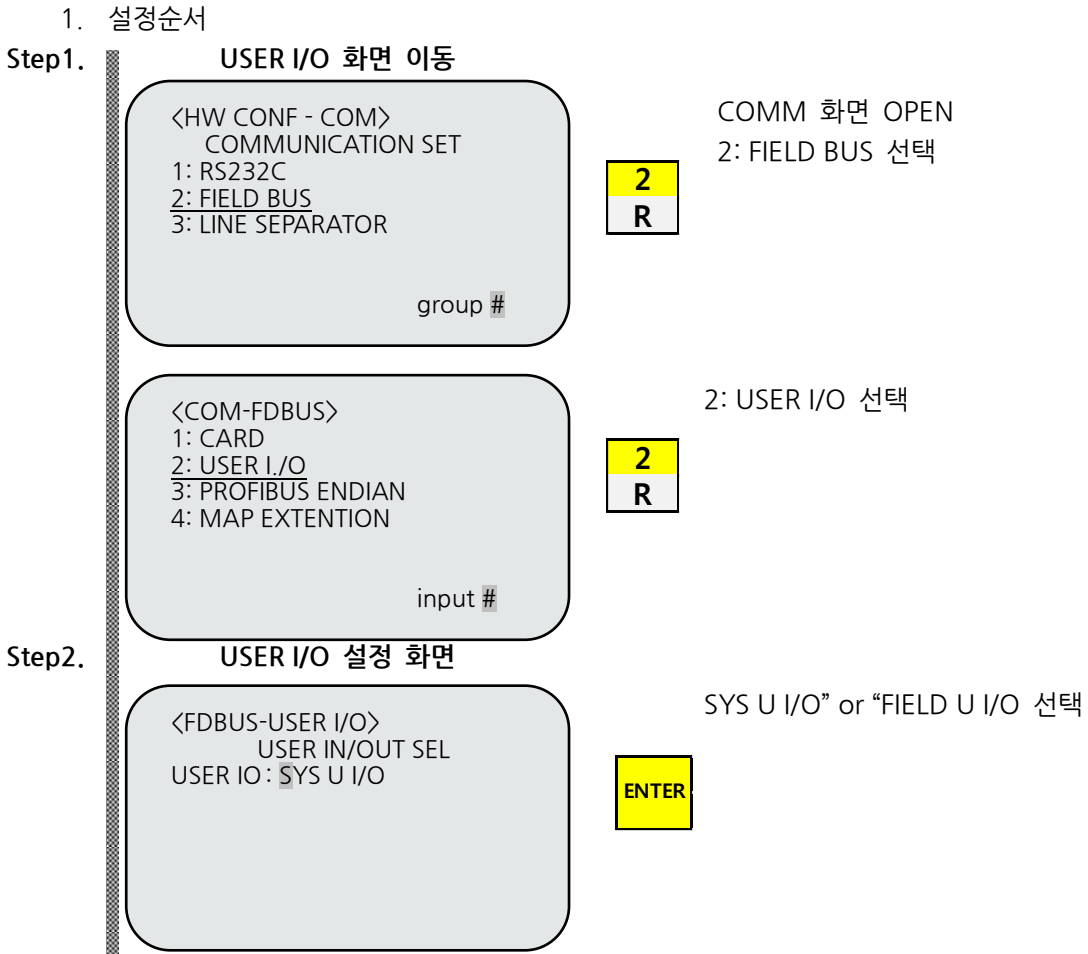 1. 설정순서
Step1. USER I/O 화면 이동
<HW CONF - COM>
COMMUNICATION SET
1: RS232C
2: FIELD BUS
3: LINE SEPARATOR
group #
2
R
COMM 화면 OPEN
2: FIELD BUS 선택
<COM-FDBUS>
1: CARD
2: USER I./O
3: PROFIBUS ENDIAN
4: MAP EXTENTION
input #
2
R
2: USER I/O 선택
Step2. USER I/O 설정 화면
<FDBUS-USER I/O>
USER IN/OUT SEL
USER IO : SYS U I/O
ENTER
SYS U I/O” or “FIELD U I/O 선택